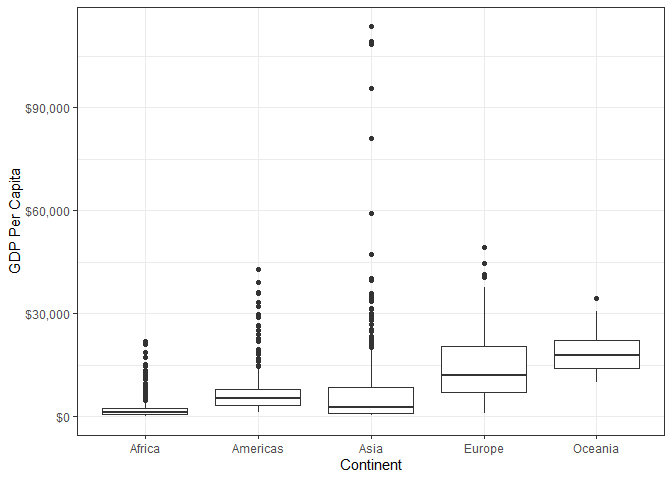 $90,000
$60,000
$30,000
$0
GDP Per Capita
Africa Americas Asia Europe Oceania
Continent